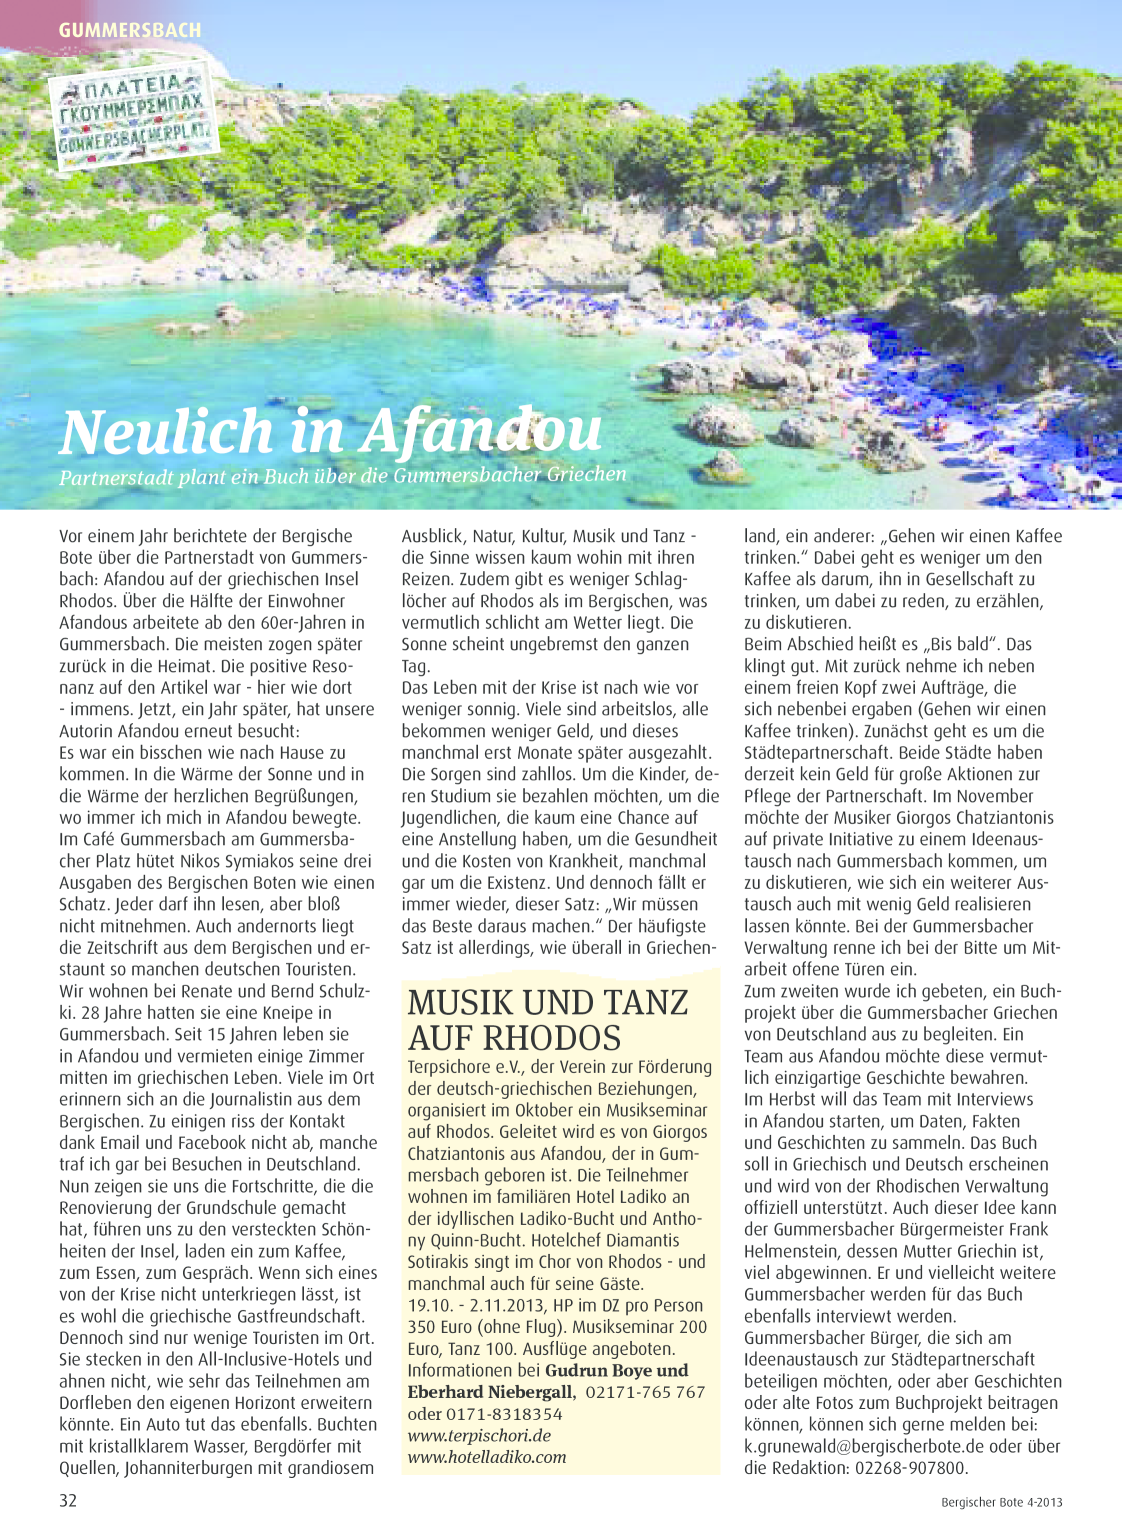 GUMMERSBACH
ΠΛΑΤΕΙΑ
ΓΚΟΥΜΜΕΡΣΜΠΑΧ
GUMMERSBACHERPLATZ
Neulich in Afandou
Partnerstadt plant ein Buch über die Gummersbacher Griechen
Vor einem Jahr berichtete der Bergische
Bote über die Partnerstadt von Gummers-
bach: Afandou auf der griechischen Insel
Rhodos. Über die Hälfte der Einwohner
Afandous arbeitete ab den 60er-Jahren in
Gummersbach. Die meisten zogen später
zurück in die Heimat. Die positive Reso-
nanz auf den Artikel war - hier wie dort
- immens. Jetzt, ein Jahr später, hat unsere
Autorin Afandou erneut besucht:
Es war ein bisschen wie nach Hause zu
kommen. In die Wärme der Sonne und in
die Wärme der herzlichen Begrüßungen,
wo immer ich mich in Afandou bewegte.
Im Café Gummersbach am Gummersba-
cher Platz hütet Nikos Symiakos seine drei
Ausgaben des Bergischen Boten wie einen
Schatz. Jeder darf ihn lesen, aber bloß
nicht mitnehmen. Auch andernorts liegt
die Zeitschrift aus dem Bergischen und er-
staunt so manchen deutschen Touristen.
Wir wohnen bei Renate und Bernd Schulz-
ki. 28 Jahre hatten sie eine Kneipe in
Gummersbach. Seit 15 Jahren leben sie
in Afandou und vermieten einige Zimmer
mitten im griechischen Leben. Viele im Ort
erinnern sich an die Journalistin aus dem
Bergischen. Zu einigen riss der Kontakt
dank Email und Facebook nicht ab, manche
traf ich gar bei Besuchen in Deutschland.
Nun zeigen sie uns die Fortschritte, die die
Renovierung der Grundschule gemacht
hat, führen uns zu den versteckten Schön-
heiten der Insel, laden ein zum Kaffee,
zum Essen, zum Gespräch. Wenn sich eines
von der Krise nicht unterkriegen lässt, ist
es wohl die griechische Gastfreundschaft.
Dennoch sind nur wenige Touristen im Ort.
Sie stecken in den All-Inclusive-Hotels und
ahnen nicht, wie sehr das Teilnehmen am
Dorfleben den eigenen Horizont erweitern
könnte. Ein Auto tut das ebenfalls. Buchten
mit kristallklarem Wasser, Bergdörfer mit
Quellen, Johanniterburgen mit grandiosem
Ausblick, Natur, Kultur, Musik und Tanz -
die Sinne wissen kaum wohin mit ihren
Reizen. Zudem gibt es weniger Schlag-
löcher auf Rhodos als im Bergischen, was
vermutlich schlicht am Wetter liegt. Die
Sonne scheint ungebremst den ganzen
Tag.
Das Leben mit der Krise ist nach wie vor
weniger sonnig. Viele sind arbeitslos, alle
bekommen weniger Geld, und dieses
manchmal erst Monate später ausgezahlt.
Die Sorgen sind zahllos. Um die Kinder, de-
ren Studium sie bezahlen möchten, um die
Jugendlichen, die kaum eine Chance auf
eine Anstellung haben, um die Gesundheit
und die Kosten von Krankheit, manchmal
gar um die Existenz. Und dennoch fällt er
immer wieder, dieser Satz: „Wir müssen
das Beste daraus machen.“ Der häufigste
Satz ist allerdings, wie überall in Griechen-
MUSIK UND TANZ
AUF RHODOS
Terpsichore e.V., der Verein zur Förderung
der deutsch-griechischen Beziehungen,
organisiert im Oktober ein Musikseminar
auf Rhodos. Geleitet wird es von Giorgos
Chatziantonis aus Afandou, der in Gum-
mersbach geboren ist. Die Teilnehmer
wohnen im familiären Hotel Ladiko an
der idyllischen Ladiko-Bucht und Antho-
ny Quinn-Bucht. Hotelchef Diamantis
Sotirakis singt im Chor von Rhodos - und
manchmal auch für seine Gäste.
19.10. - 2.11.2013, HP im DZ pro Person
350 Euro (ohne Flug). Musikseminar 200
Euro, Tanz 100. Ausflüge angeboten.
Informationen bei Gudrun Boye und
Eberhard Niebergall, 02171-765 767
oder 0171-8318354
www.terpischori.de
www.hotelladiko.com
land, ein anderer: „Gehen wir einen Kaffee
trinken.“ Dabei geht es weniger um den
Kaffee als darum, ihn in Gesellschaft zu
trinken, um dabei zu reden, zu erzählen,
zu diskutieren.
Beim Abschied heißt es „Bis bald“. Das
klingt gut. Mit zurück nehme ich neben
einem freien Kopf zwei Aufträge, die
sich nebenbei ergaben (Gehen wir einen
Kaffee trinken). Zunächst geht es um die
Städtepartnerschaft. Beide Städte haben
derzeit kein Geld für große Aktionen zur
Pflege der Partnerschaft. Im November
möchte der Musiker Giorgos Chatziantonis
auf private Initiative zu einem Ideenaus-
tausch nach Gummersbach kommen, um
zu diskutieren, wie sich ein weiterer Aus-
tausch auch mit wenig Geld realisieren
lassen könnte. Bei der Gummersbacher
Verwaltung renne ich bei der Bitte um Mit-
arbeit offene Türen ein.
Zum zweiten wurde ich gebeten, ein Buch-
projekt über die Gummersbacher Griechen
von Deutschland aus zu begleiten. Ein
Team aus Afandou möchte diese vermut-
lich einzigartige Geschichte bewahren.
Im Herbst will das Team mit Interviews
in Afandou starten, um Daten, Fakten
und Geschichten zu sammeln. Das Buch
soll in Griechisch und Deutsch erscheinen
und wird von der Rhodischen Verwaltung
offiziell unterstützt. Auch dieser Idee kann
der Gummersbacher Bürgermeister Frank
Helmenstein, dessen Mutter Griechin ist,
viel abgewinnen. Er und vielleicht weitere
Gummersbacher werden für das Buch
ebenfalls interviewt werden.
Gummersbacher Bürger, die sich am
Ideenaustausch zur Städtepartnerschaft
beteiligen möchten, oder aber Geschichten
oder alte Fotos zum Buchprojekt beitragen
können, können sich gerne melden bei:
k.grunewald@bergischerbote.de oder über
die Redaktion: 02268-907800.
32
Bergischer Bote 4-2013